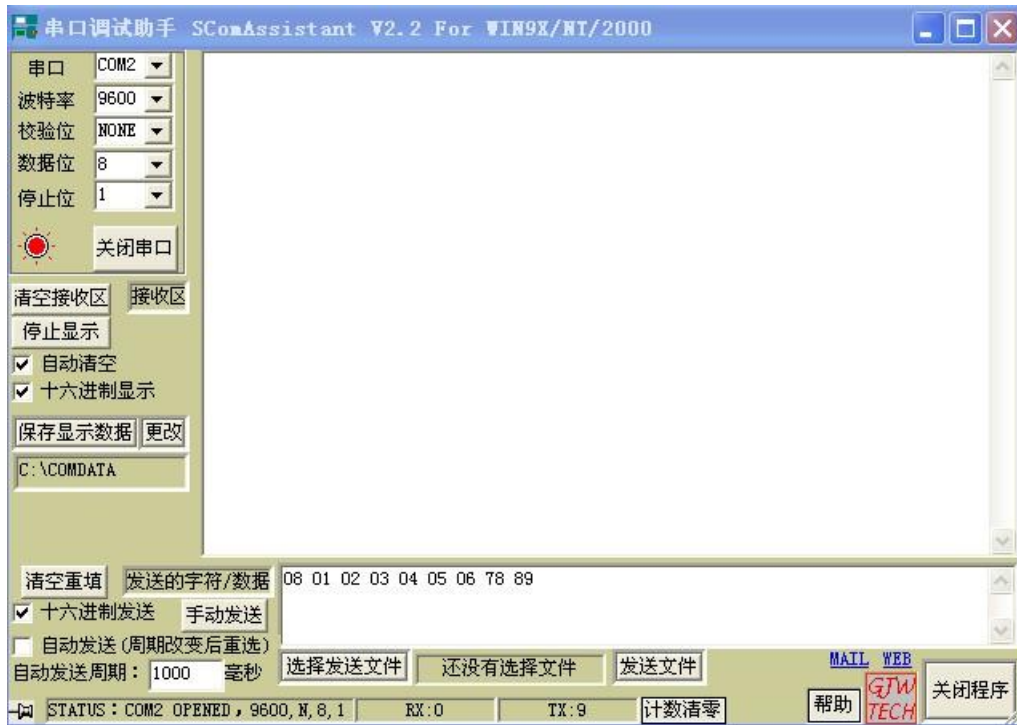 串口调试助手 SComAssistant V2.2 For WIN9X/NT/2000
串口 COM2
波特率 9600
校验位 NONE
数据位 8
停止位 1
关闭串口
清空接收区 接收区
停止显示
自动清空
十六进制显示
保存显示数据 更改
C:\COMDATA
清空重填 发送的字符/数据 08 01 02 03 04 05 06 78 89
十六进制发送 手动发送
自动发送(周期改变后重选)
自动发送周期: 1000 毫秒 选择发送文件 还没有选择文件 发送文件 MAIL WEB
STATUS:COM2 OPENED,9600,N,8,1 RX:0 TX:9 计数清零 帮助 GTW TECH 关闭程序